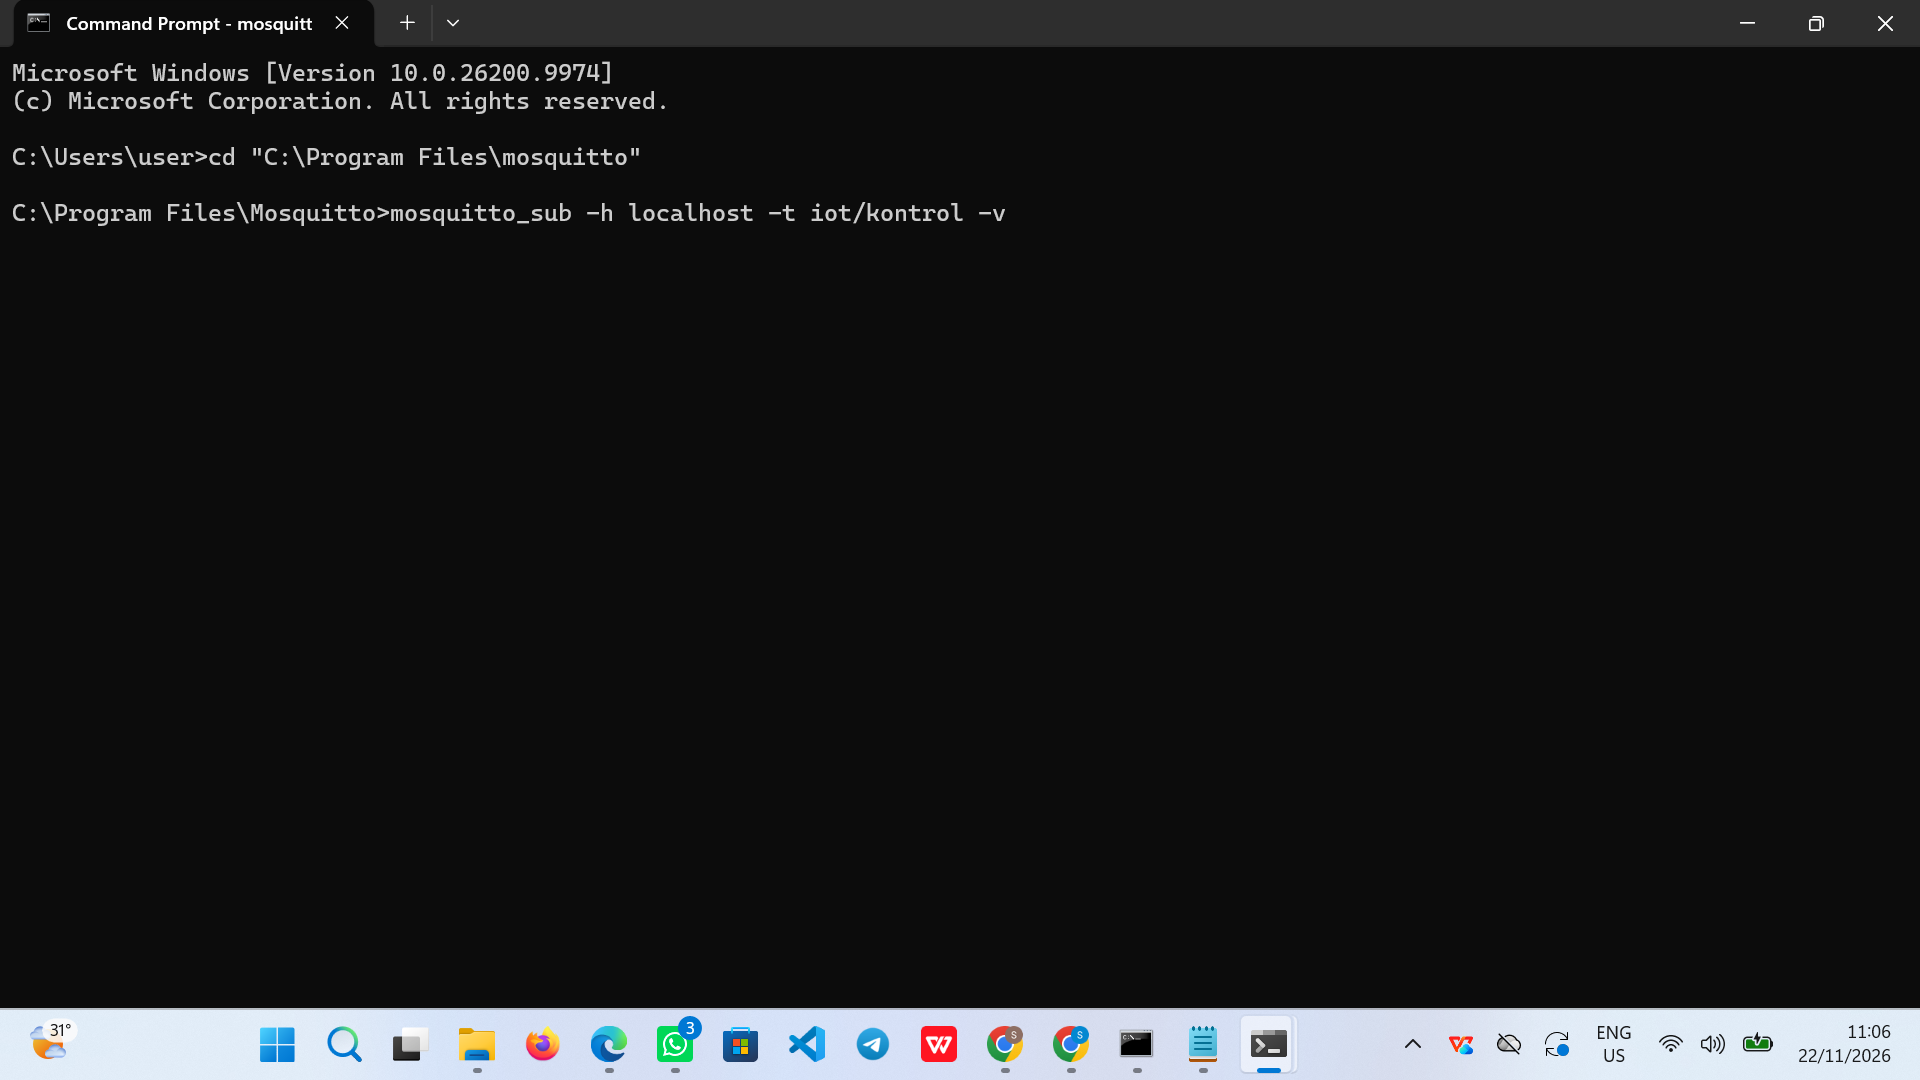 Command Prompt - mosquitt
Microsoft Windows [Version 10.0.26200.9974]
(c) Microsoft Corporation. All rights reserved.
C:\Users\user>cd "C:\Program Files\mosquitto"
C:\Program Files\Mosquitto>mosquitto_sub -h localhost -t iot/kontrol -v
31°
3
S
S
ENG
US
11:06
22/11/2026